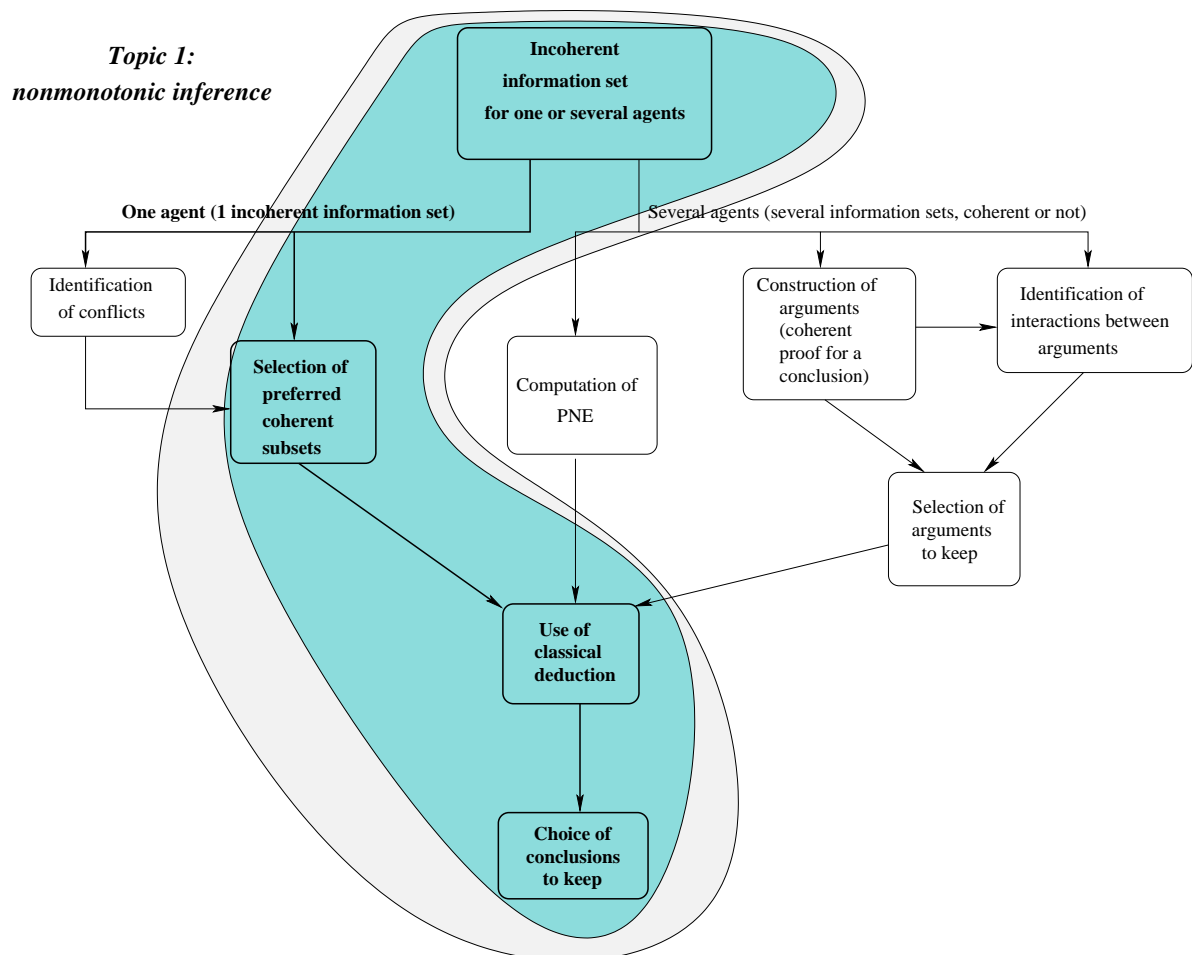 Topic 1:
nonmonotonic inference
Incoherent
information set
for one or several agents
One agent (1 incoherent information set)
Several agents (several information sets, coherent or not)
Identification
of conflicts
Selection of
preferred
coherent
subsets
Computation of
PNE
Construction of
arguments
(coherent
proof for a
conclusion)
Identification of
interactions between
arguments
Selection of
arguments
to keep
Use of
classical
deduction
Choice of
conclusions
to keep